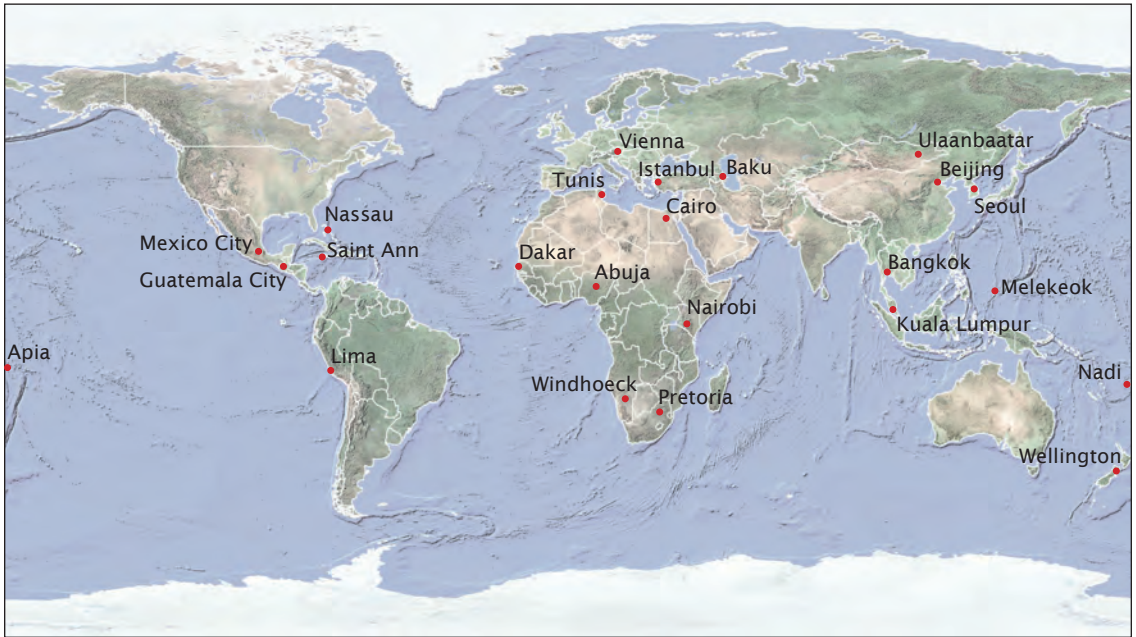 Vienna
Ulaanbaatar
Istanbul
Baku
Beijing
Tunis
Cairo
Seoul
Nassau
Mexico City
Saint Ann
Dakar
Bangkok
Guatemala City
Abuja
Melekeok
Nairobi
Kuala Lumpur
Apia
Lima
Nadi
Windhoeck
Pretoria
Wellington